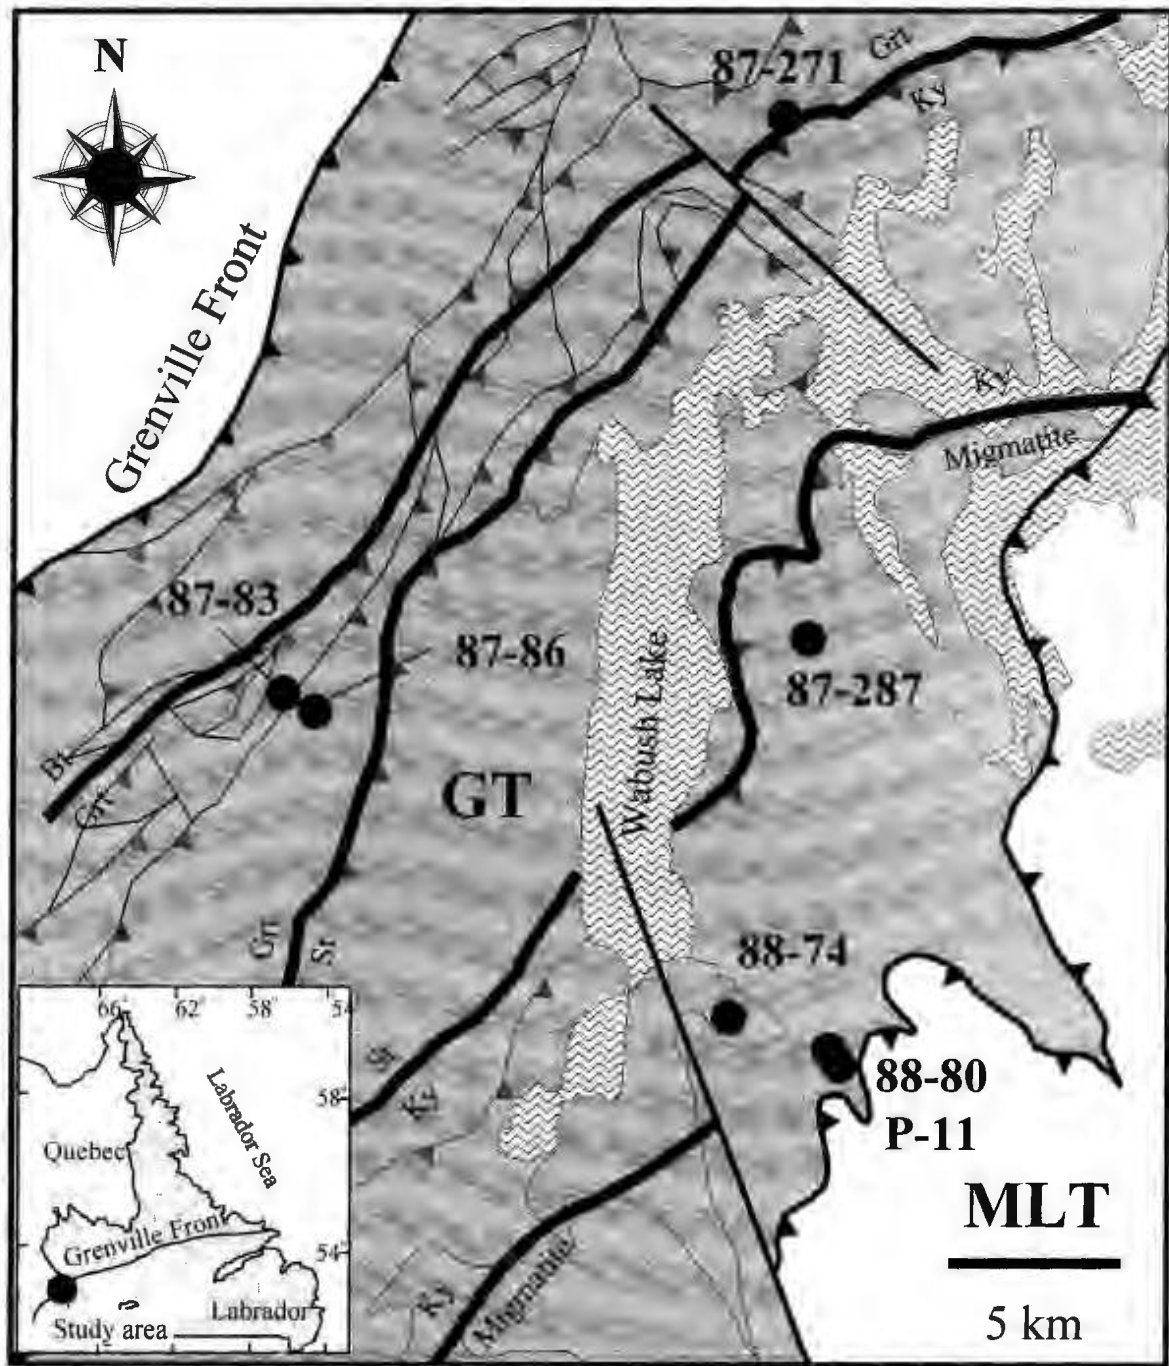 N
87-271
Grt
Ky
Grenville Front
Ky
Migmatite
87-83
87-86
Wabush Lake
87-287
Bt
Grt
GT
Grt
St
88-74
St
Ky
88-80
P-11
MLT
5 km
Ky
Migmatite
66°
62°
58°
54
58
54
Quebec
Labrador Sea
Grenville Front
Labrador
Study area